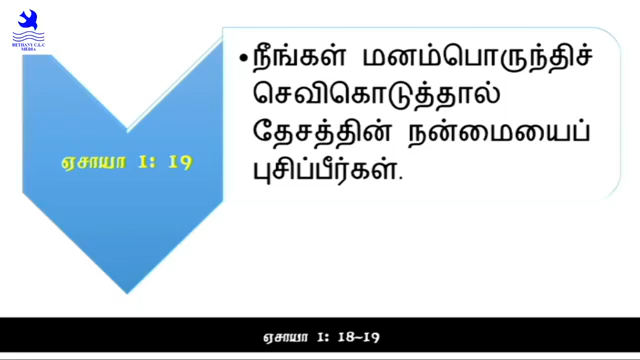 BETHANY C.E.C
MEDIA
•நீங்கள் மனம்பொருந்திச்
செவிகொடுத்தால்
தேசத்தின் நன்மையைப்
புசிப்பீர்கள்.
ஏசாயா 1: 19
ஏசாயா 1: 18-19